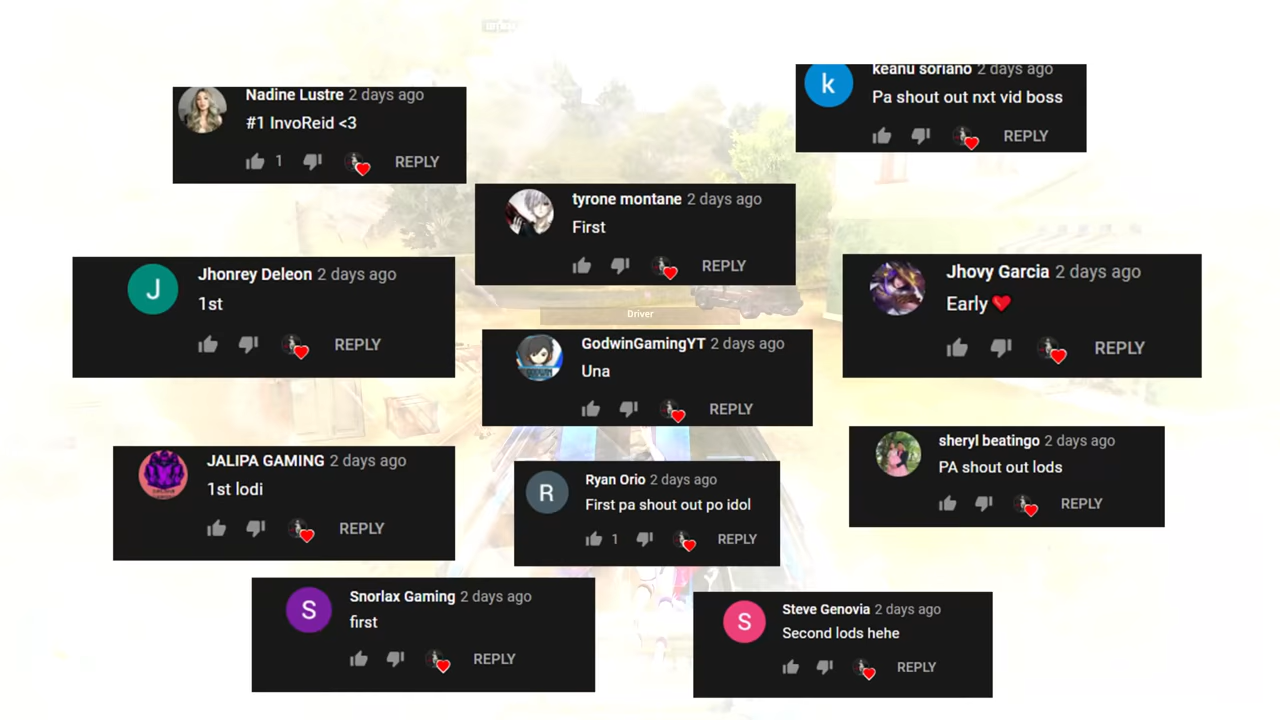 Nadine Lustre 2 days ago
#1 InvoReid <3
1
REPLY
keanu soriano 2 days ago
Pa shout out nxt vid boss
REPLY
tyrone montane 2 days ago
First
REPLY
Jhonrey Deleon 2 days ago
1st
REPLY
Jhovy Garcia 2 days ago
Early ❤
REPLY
Driver
GodwinGamingYT 2 days ago
Una
REPLY
JALIPA GAMING 2 days ago
1st lodi
REPLY
Ryan Orio 2 days ago
First pa shout out po idol
1
REPLY
sheryl beatingo 2 days ago
PA shout out lods
REPLY
Snorlax Gaming 2 days ago
first
REPLY
Steve Genovia 2 days ago
Second lods hehe
REPLY
k
J
R
S
S